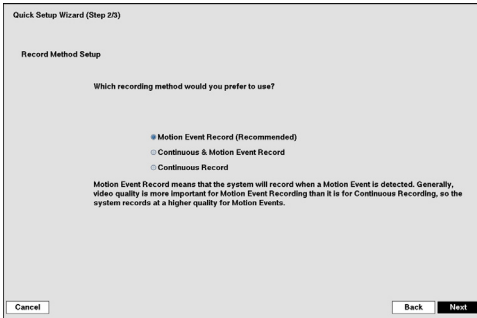 Quick Setup Wizard (Step 2/3)
Record Method Setup
Which recording method would you prefer to use?
Motion Event Record (Recommended)
Continuous & Motion Event Record
Continuous Record
Motion Event Record means that the system will record when a Motion Event is detected. Generally,
video quality is more important for Motion Event Recording than it is for Continuous Recording, so the
system records at a higher quality for Motion Events.
Cancel
Back
Next